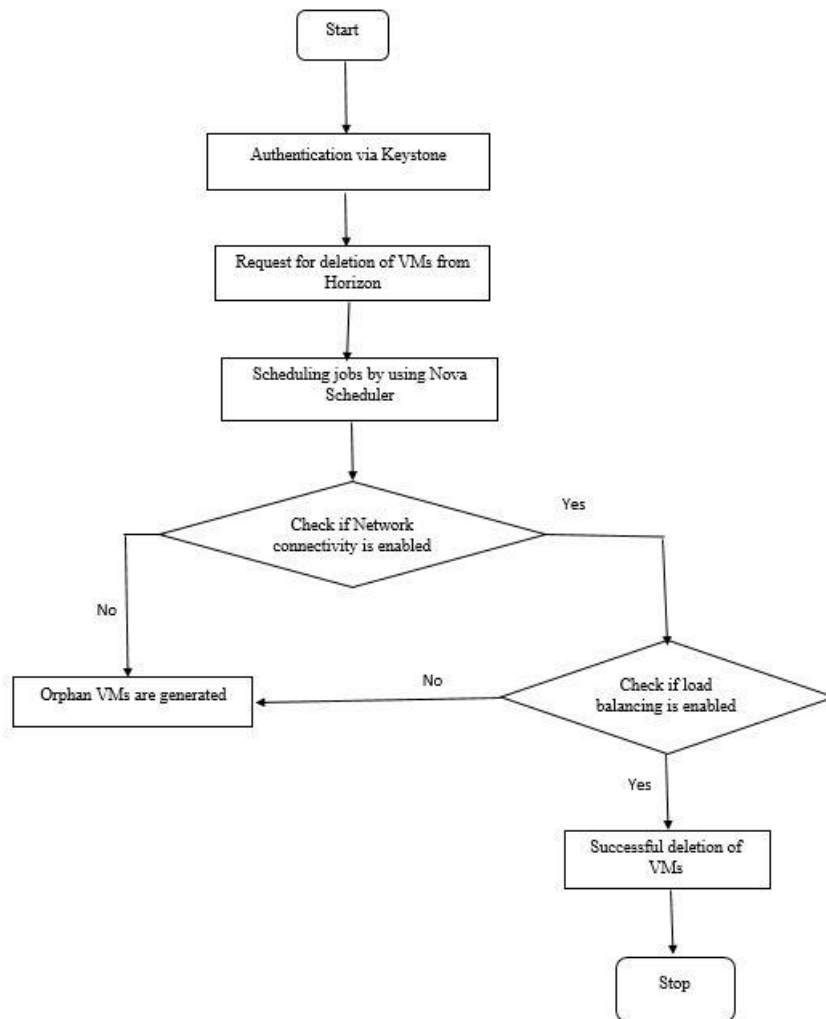 Start
Authentication via Keystone
Request for deletion of VMs from
Horizon
Scheduling jobs by using Nova
Scheduler
Check if Network
connectivity is enabled
Yes
No
Orphan VMs are generated
No
Check if load
balancing is enabled
Yes
Successful deletion of
VMs
Stop